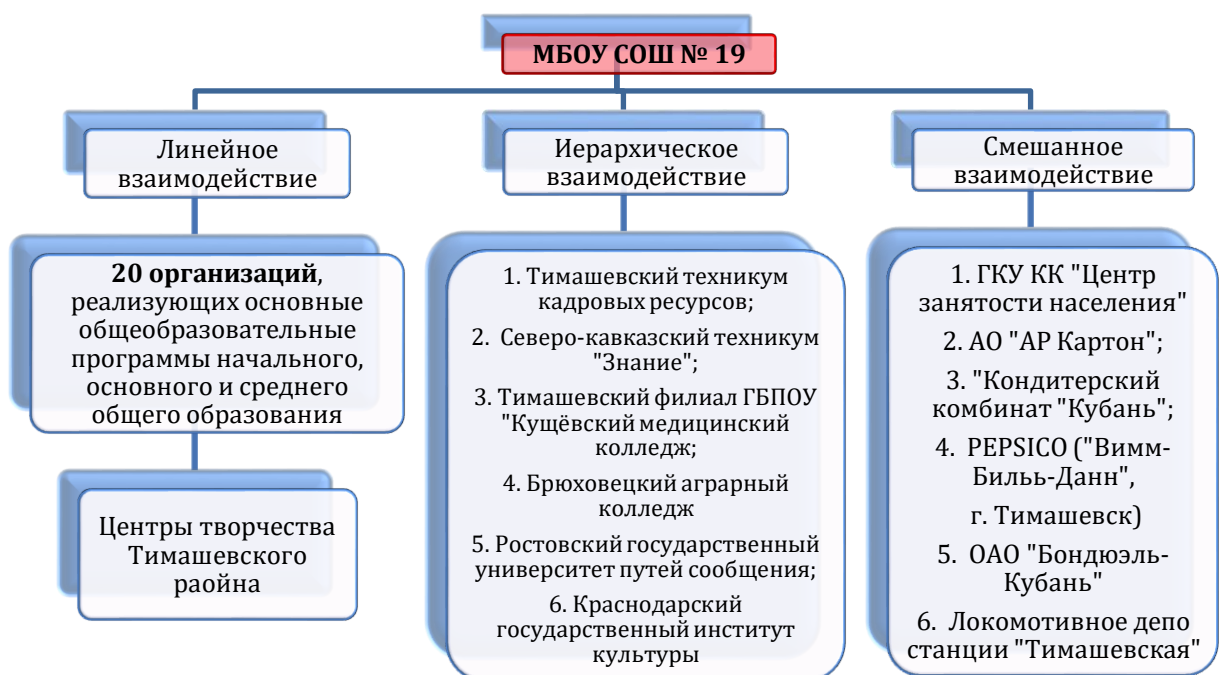 МБОУ СОШ № 19
Линейное
взаимодействие
20 организаций,
реализующих основные
общеобразовательные
программы начального,
основного и среднего
общего образования
Центры творчества
Тимашевского
раойна
Иерархическое
взаимодействие
1. Тимашевский техникум
кадровых ресурсов;
2. Северо-кавказский техникум
"Знание";
3. Тимашевский филиал ГБПОУ
"Кущёвский медицинский
колледж;
4. Брюховецкий аграрный
колледж
5. Ростовский государственный
университет путей сообщения;
6. Краснодарский
государственный институт
культуры
Смешанное
взаимодействие
1. ГКУ КК "Центр
занятости населения"
2. АО "АР Картон";
3. "Кондитерский
комбинат "Кубань";
4. PEPSICO ("Вимм-
Билль-Данн",
г. Тимашевск)
5. ОАО "Бондюэль-
Кубань"
6. Локомотивное депо
станции "Тимашевская"